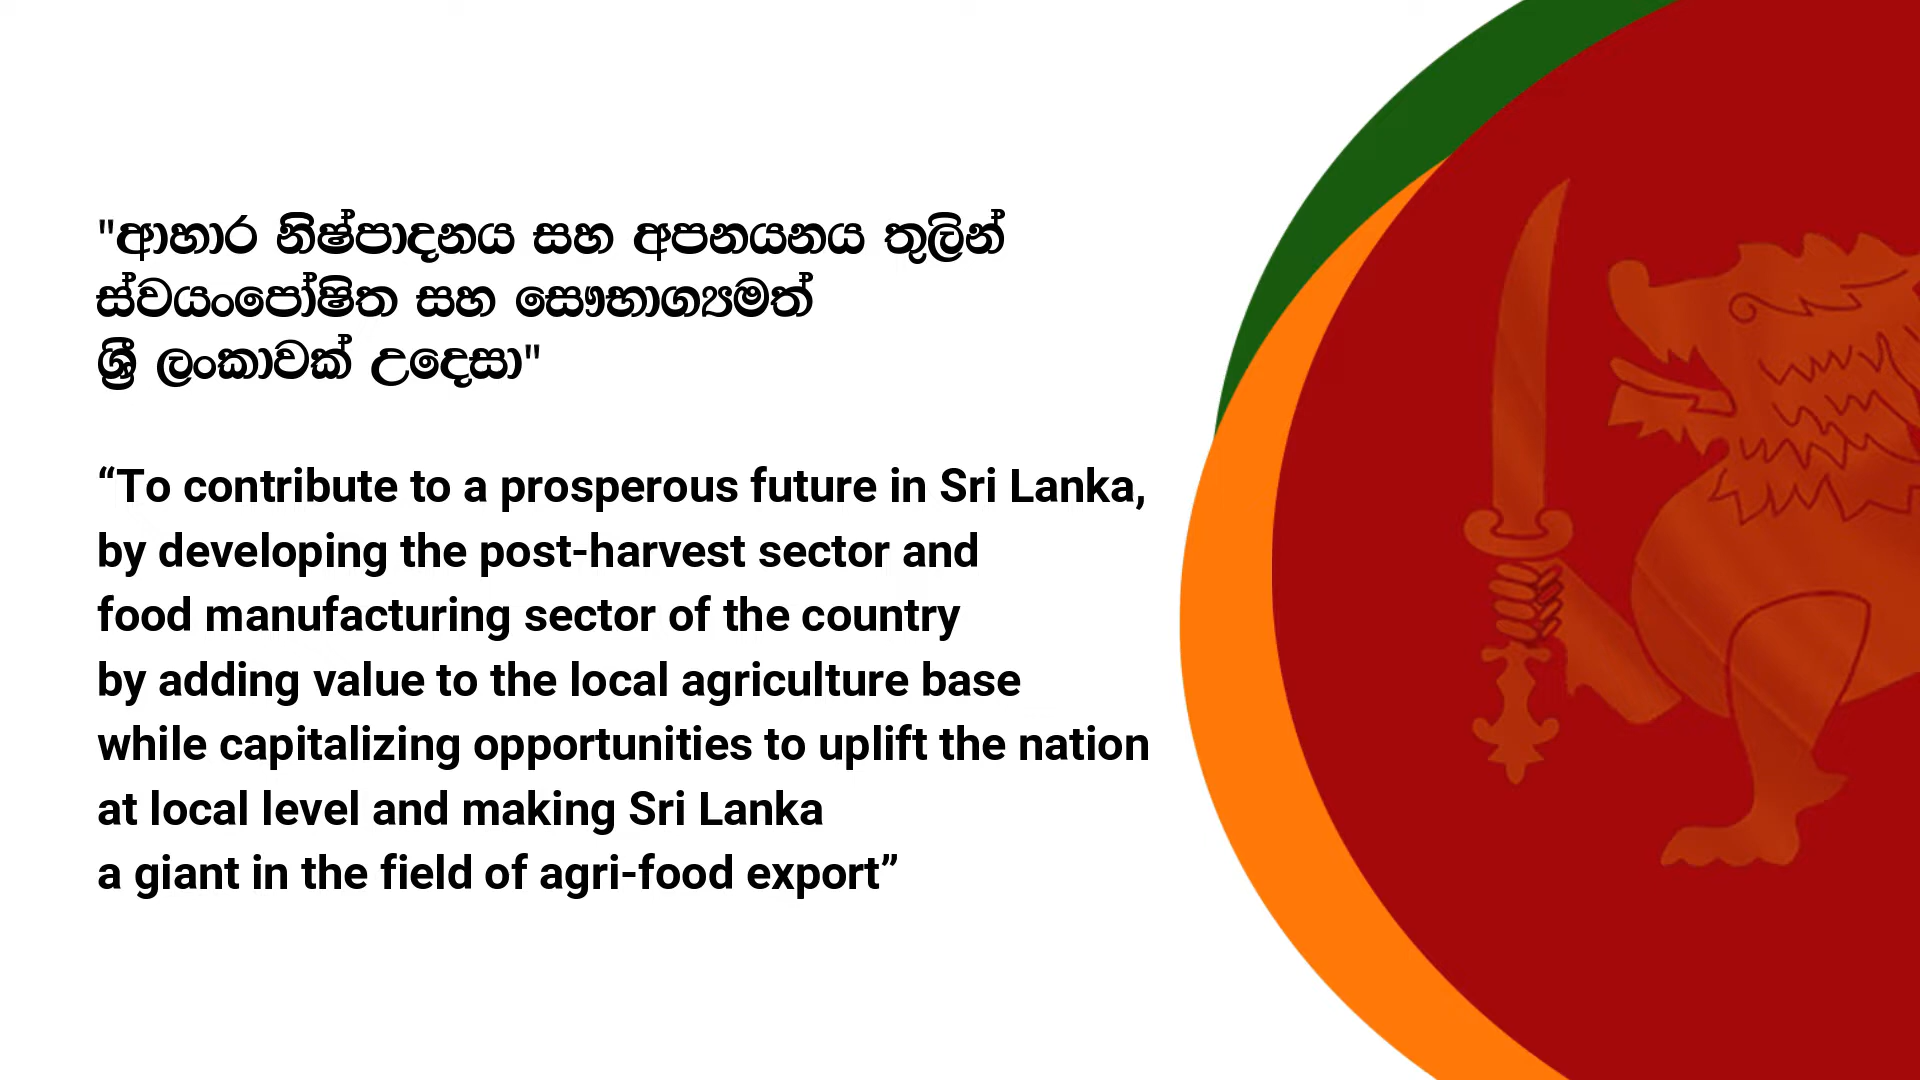 "ආහාර නිෂ්පාදනය සහ අපනයනය තුලින්
ස්වයංපෝෂිත සහ සෞභාග්‍යමත්
ශ්‍රී ලංකාවක් උදෙසා"
“To contribute to a prosperous future in Sri Lanka,
by developing the post-harvest sector and
food manufacturing sector of the country
by adding value to the local agriculture base
while capitalizing opportunities to uplift the nation
at local level and making Sri Lanka
a giant in the field of agri-food export”